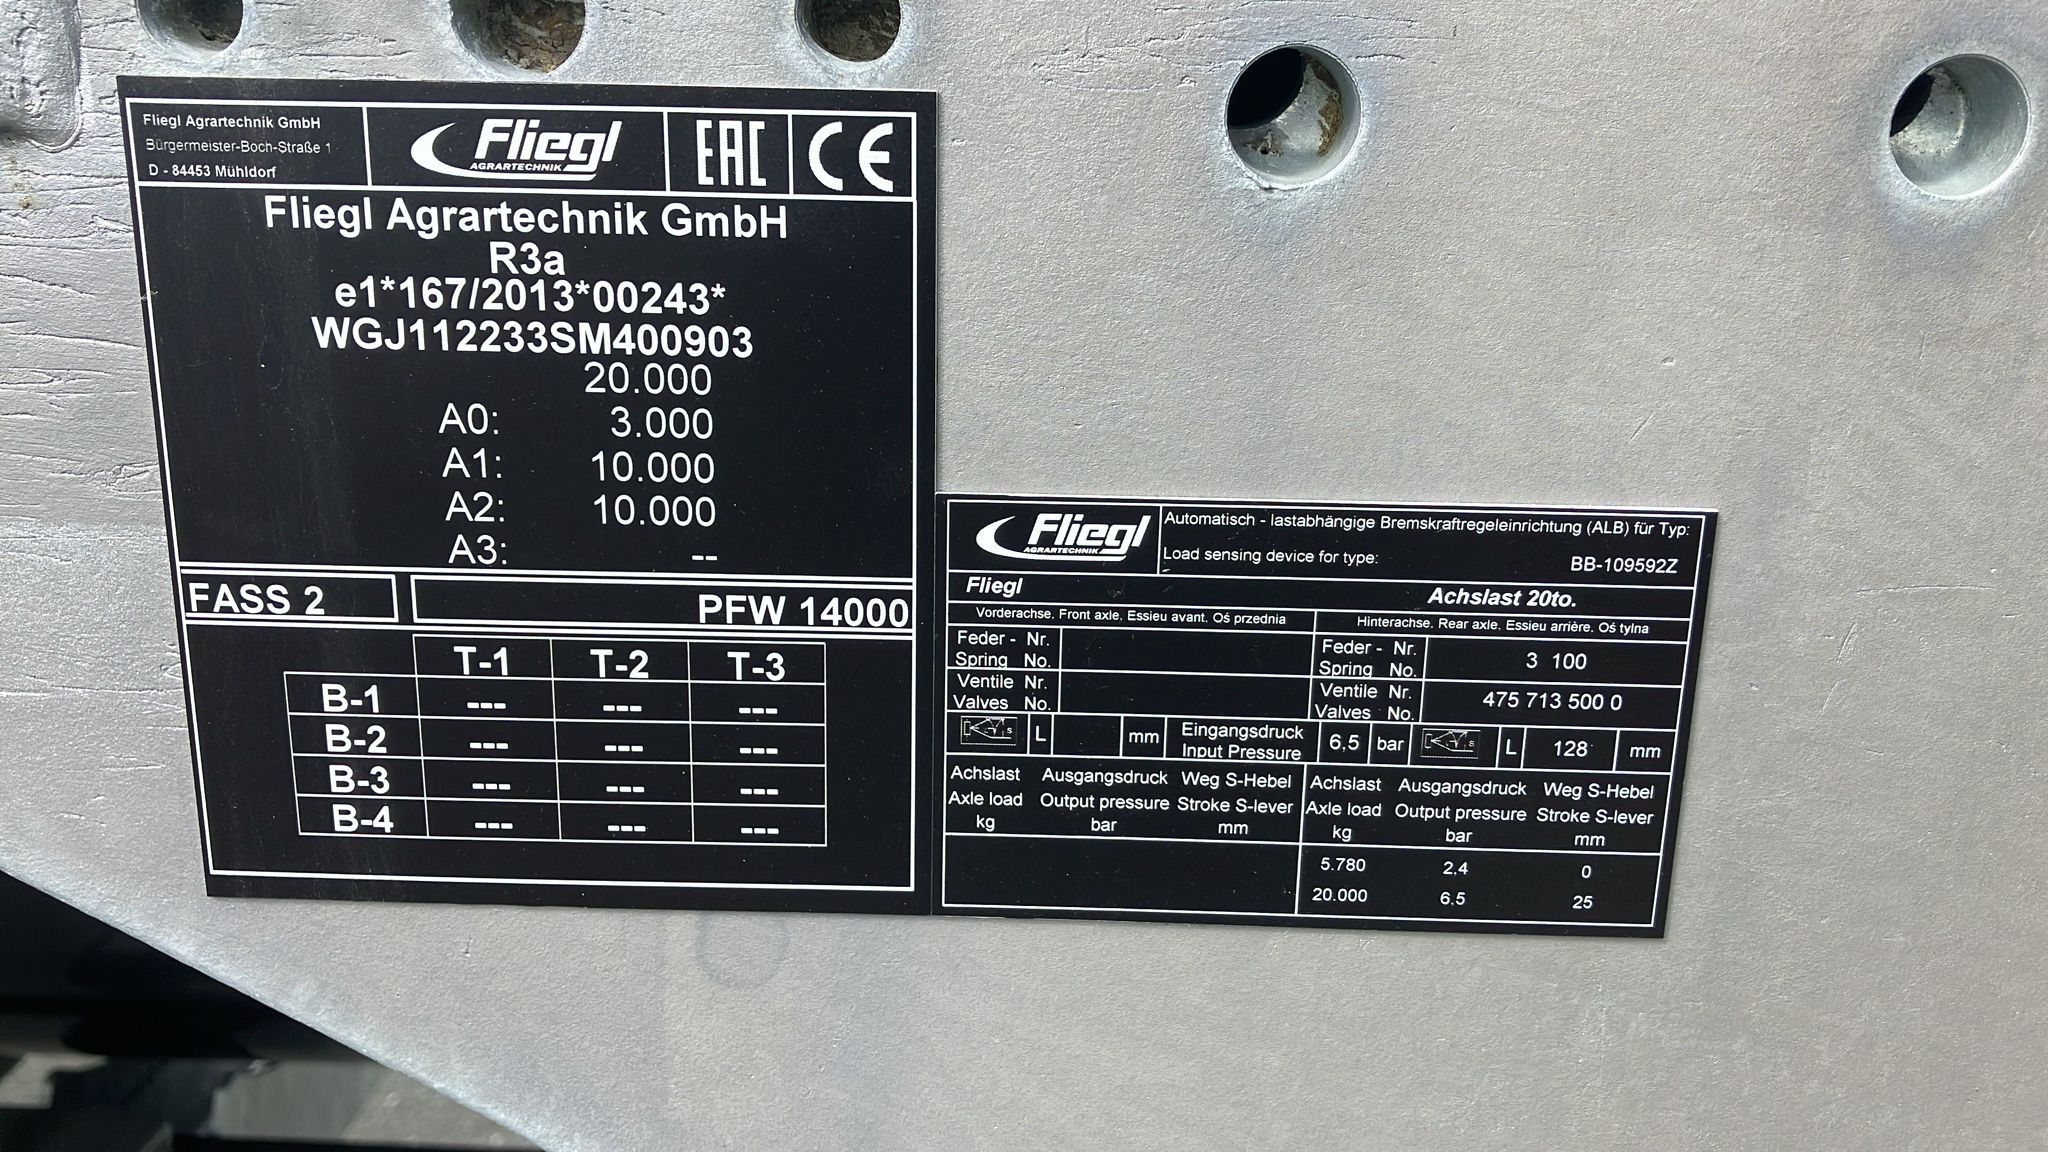 Fliegl Agrartechnik GmbH
Bürgermeister-Boch-Straße 1
D - 84453 Mühldorf
Fliegl
AGRARTECHNIK
EAC
CE
Fliegl Agrartechnik GmbH
R3a
e1*167/2013*00243*
WGJ112233SM400903
20.000
A0: 3.000
A1: 10.000
A2: 10.000
A3: --
FASS 2 PFW 14000
T-1 T-2 T-3
B-1 --- --- ---
B-2 --- --- ---
B-3 --- --- ---
B-4 --- --- ---
Fliegl
AGRARTECHNIK
Automatisch - lastabhängige Bremskraftregeleinrichtung (ALB) für Typ:
Load sensing device for type: BB-109592Z
Fliegl Achslast 20to.
Vorderachse. Front axle. Essieu avant. Oś przednia Hinterachse. Rear axle. Essieu arrière. Oś tylna
Feder - Nr. Feder - Nr. 3 100
Spring No. Spring No.
Ventile Nr. Ventile Nr. 475 713 500 0
Valves No. Valves No.
L mm Eingangsdruck 6,5 bar L 128 mm
Input Pressure
Achslast Ausgangsdruck Weg S-Hebel Achslast Ausgangsdruck Weg S-Hebel
Axle load Output pressure Stroke S-lever Axle load Output pressure Stroke S-lever
kg bar mm kg bar mm
5.780 2.4 0
20.000 6.5 25